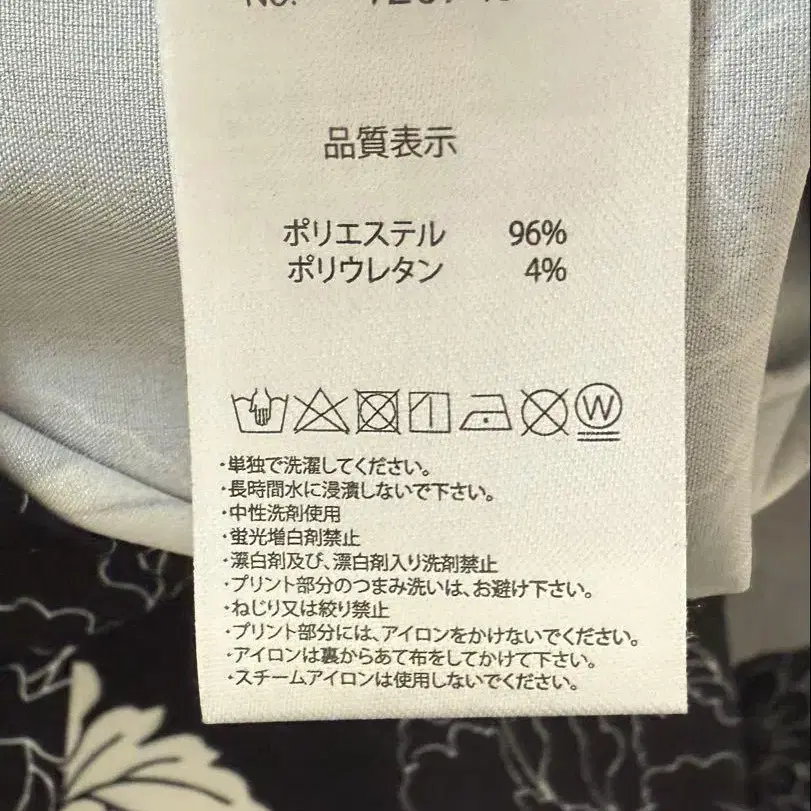 品質表示
ポリエステル 96%
ポリウレタン 4%
W
・単独で洗濯してください。
・長時間水に浸漬しないで下さい。
・中性洗剤使用
・蛍光増白剤禁止
・漂白剤及び、漂白剤入り洗剤禁止
・プリント部分のつまみ洗いは、お避け下さい。
・ねじり又は絞り禁止
・プリント部分には、アイロンをかけないでください。
・アイロンは裏からあて布をしてかけて下さい。
・スチームアイロンは使用しないでください。